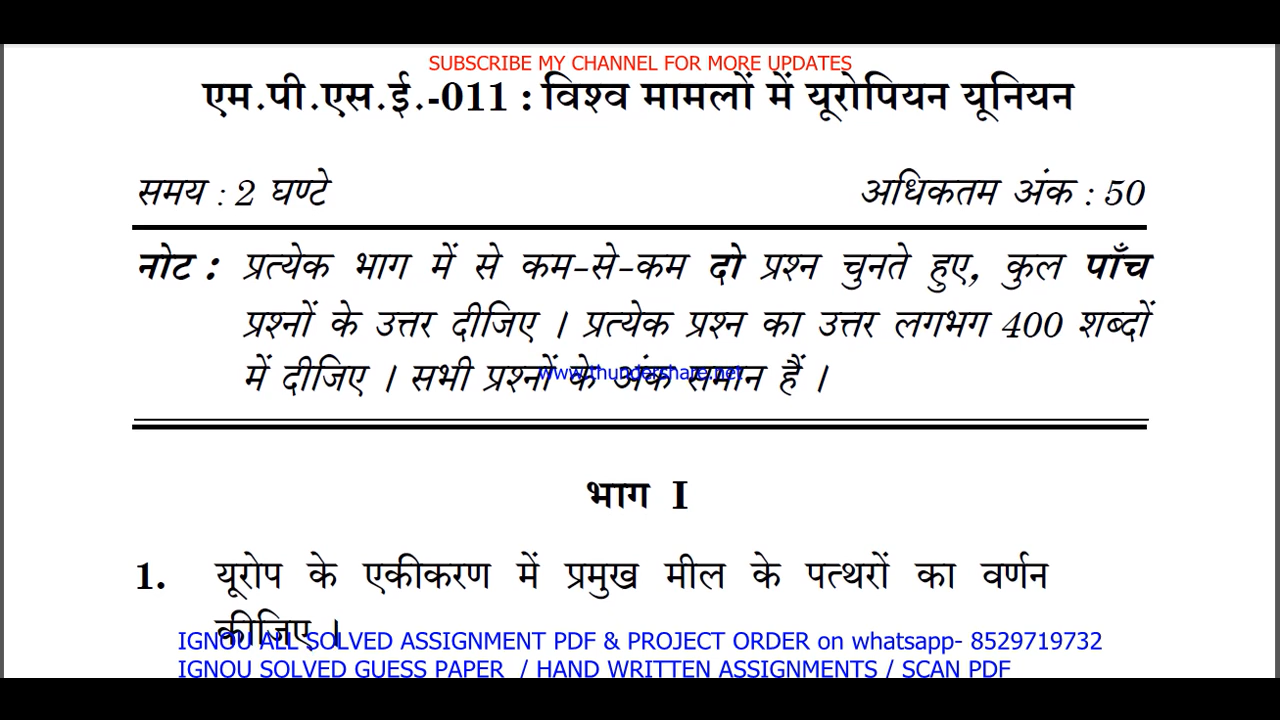 SUBSCRIBE MY CHANNEL FOR MORE UPDATES
एम.पी.एस.ई.-011 : विश्व मामलों में यूरोपियन यूनियन
समय : 2 घण्टे अधिकतम अंक : 50
नोट : प्रत्येक भाग में से कम-से-कम दो प्रश्न चुनते हुए, कुल पाँच
प्रश्नों के उत्तर दीजिए । प्रत्येक प्रश्न का उत्तर लगभग 400 शब्दों
में दीजिए । सभी प्रश्नों के अंक समान हैं ।
www.thundershare.net
भाग I
1. यूरोप के एकीकरण में प्रमुख मील के पत्थरों का वर्णन
कीजिए ।
IGNOU ALL SOLVED ASSIGNMENT PDF & PROJECT ORDER on whatsapp- 8529719732
IGNOU SOLVED GUESS PAPER / HAND WRITTEN ASSIGNMENTS / SCAN PDF